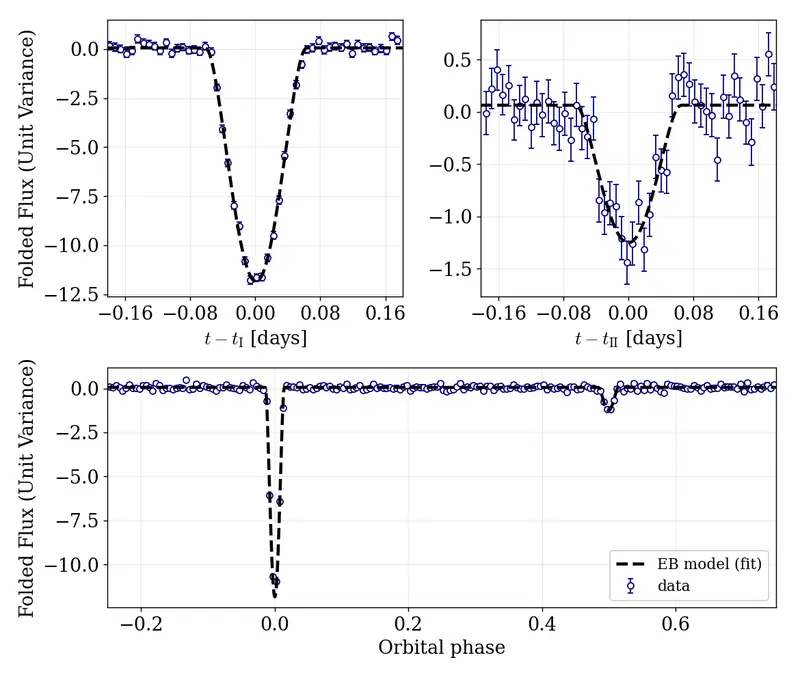 Folded Flux (Unit Variance)
0.0
−2.5
−5.0
−7.5
−10.0
−12.5
−0.16 −0.08 0.00 0.08 0.16
t − tI [days]
0.5
0.0
−0.5
−1.0
−1.5
−0.16 −0.08 0.00 0.08 0.16
t − tII [days]
Folded Flux (Unit Variance)
0.0
−2.5
−5.0
−7.5
−10.0
EB model (fit)
data
−0.2 0.0 0.2 0.4 0.6
Orbital phase